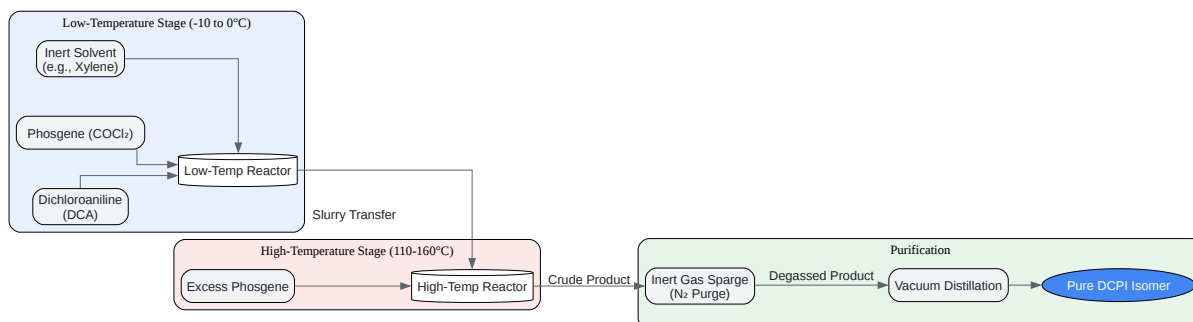 Low-Temperature Stage (-10 to 0°C)
Inert Solvent
(e.g., Xylene)
Phosgene (COCl₂)
Low-Temp Reactor
Dichloroaniline
(DCA)
Slurry Transfer
High-Temperature Stage (110-160°C)
Excess Phosgene
High-Temp Reactor
Crude Product
Purification
Inert Gas Sparge
(N₂ Purge)
Degassed Product
Vacuum Distillation
Pure DCPI Isomer